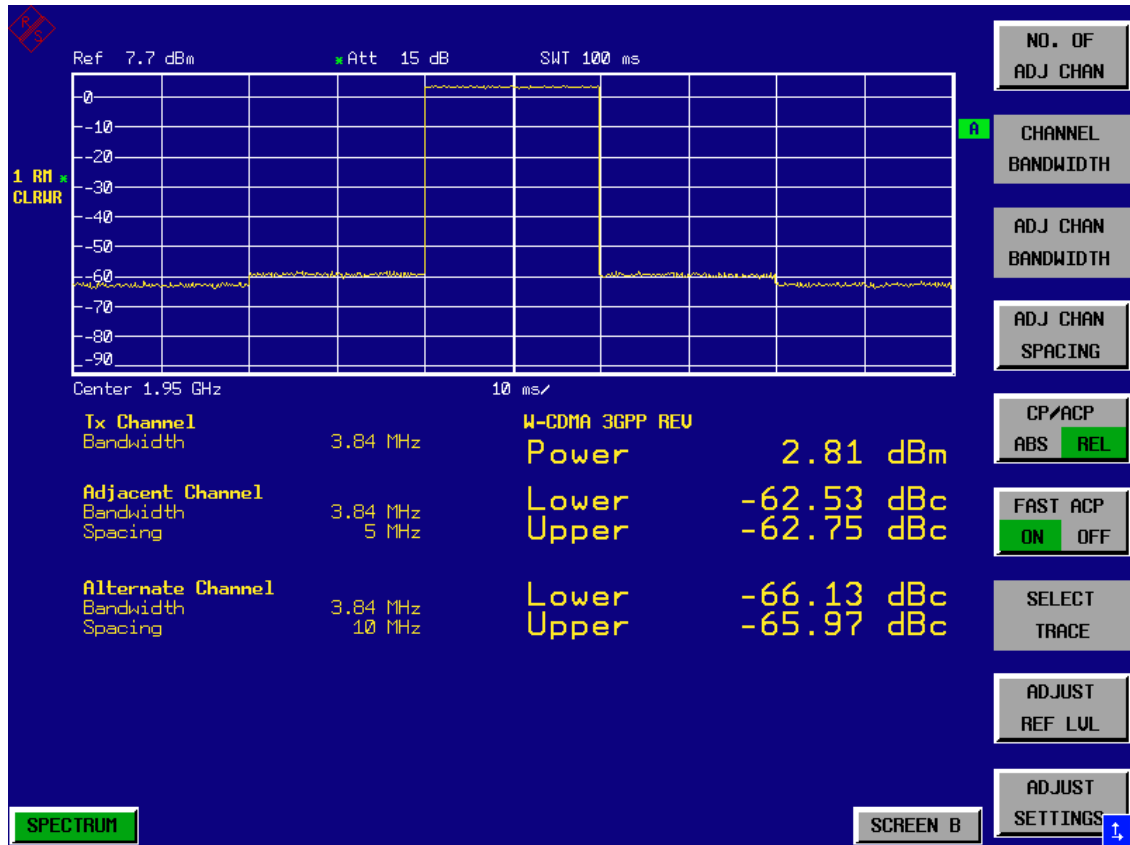 R S
Ref 7.7 dBm *Att 15 dB SWT 100 ms
0
-10
-20
-30
-40
-50
-60
-70
-80
-90
1 RM *
CLRWR
A
Center 1.95 GHz 10 ms/
Tx Channel W-CDMA 3GPP REV
Bandwidth 3.84 MHz Power 2.81 dBm
Adjacent Channel
Bandwidth 3.84 MHz Lower -62.53 dBc
Spacing 5 MHz Upper -62.75 dBc
Alternate Channel
Bandwidth 3.84 MHz Lower -66.13 dBc
Spacing 10 MHz Upper -65.97 dBc
NO. OF
ADJ CHAN
CHANNEL
BANDWIDTH
ADJ CHAN
BANDWIDTH
ADJ CHAN
SPACING
CP/ACP
ABS REL
FAST ACP
ON OFF
SELECT
TRACE
ADJUST
REF LVL
ADJUST
SETTINGS
SPECTRUM SCREEN B